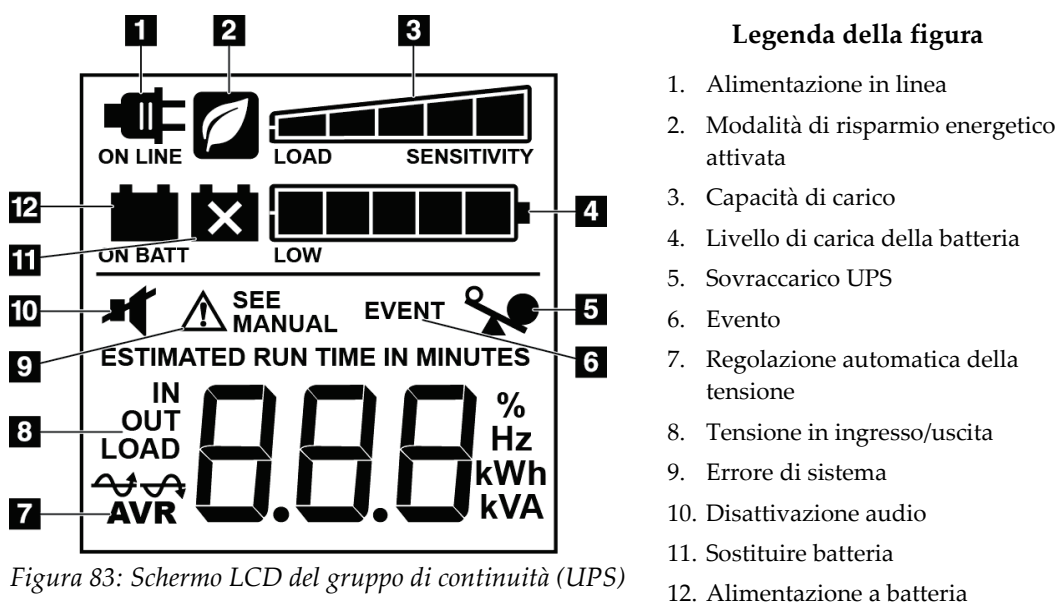 1 2 3
ON LINE LOAD SENSITIVITY
12 4
11 ON BATT LOW
10 SEE MANUAL EVENT 5
9 6
ESTIMATED RUN TIME IN MINUTES
IN
OUT
8 LOAD
8.8.8
%
Hz
kWh
kVA
7 AVR
Figura 83: Schermo LCD del gruppo di continuità (UPS)
Legenda della figura
1. Alimentazione in linea
2. Modalità di risparmio energetico
attivata
3. Capacità di carico
4. Livello di carica della batteria
5. Sovraccarico UPS
6. Evento
7. Regolazione automatica della
tensione
8. Tensione in ingresso/uscita
9. Errore di sistema
10. Disattivazione audio
11. Sostituire batteria
12. Alimentazione a batteria